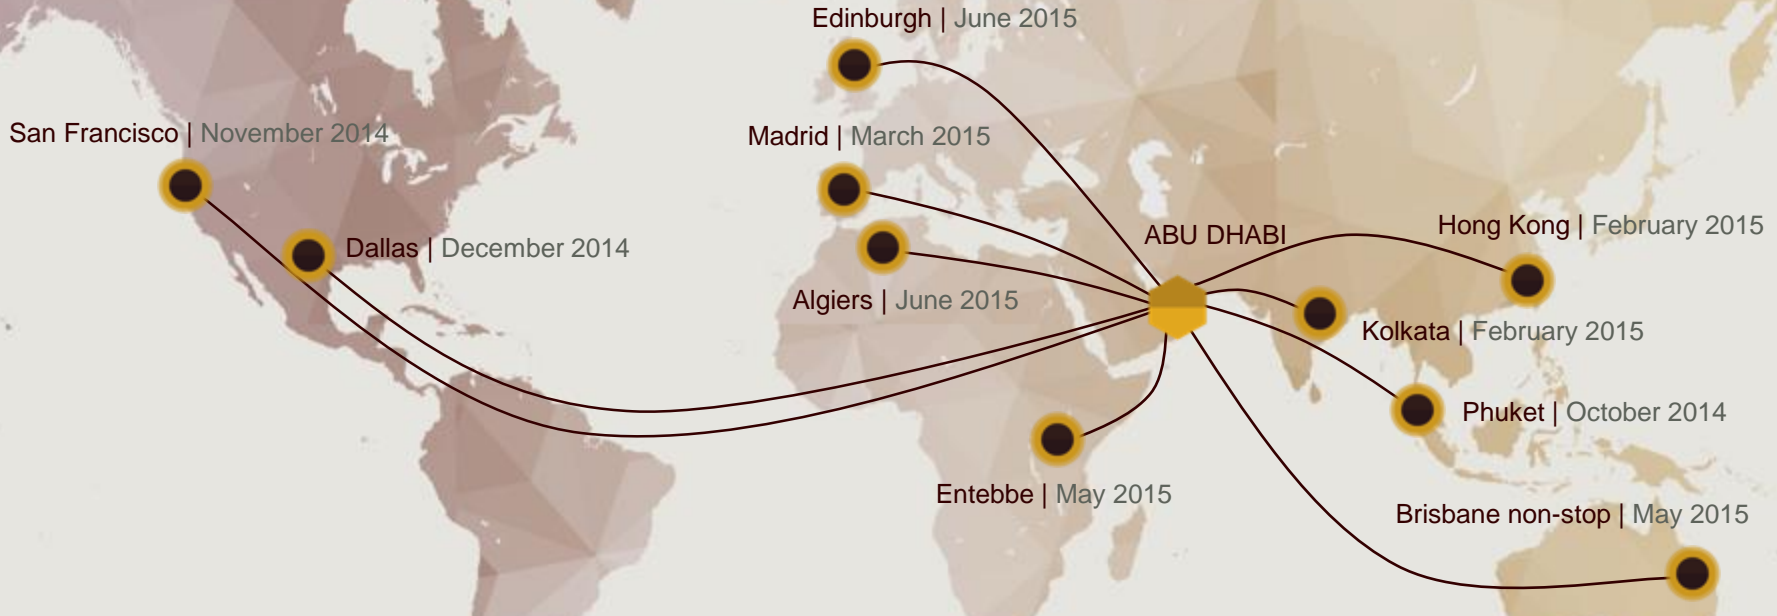 Edinburgh | June 2015
San Francisco | November 2014
Madrid | March 2015
Dallas | December 2014
ABU DHABI
Hong Kong | February 2015
Algiers | June 2015
Kolkata | February 2015
Phuket | October 2014
Entebbe | May 2015
Brisbane non-stop | May 2015